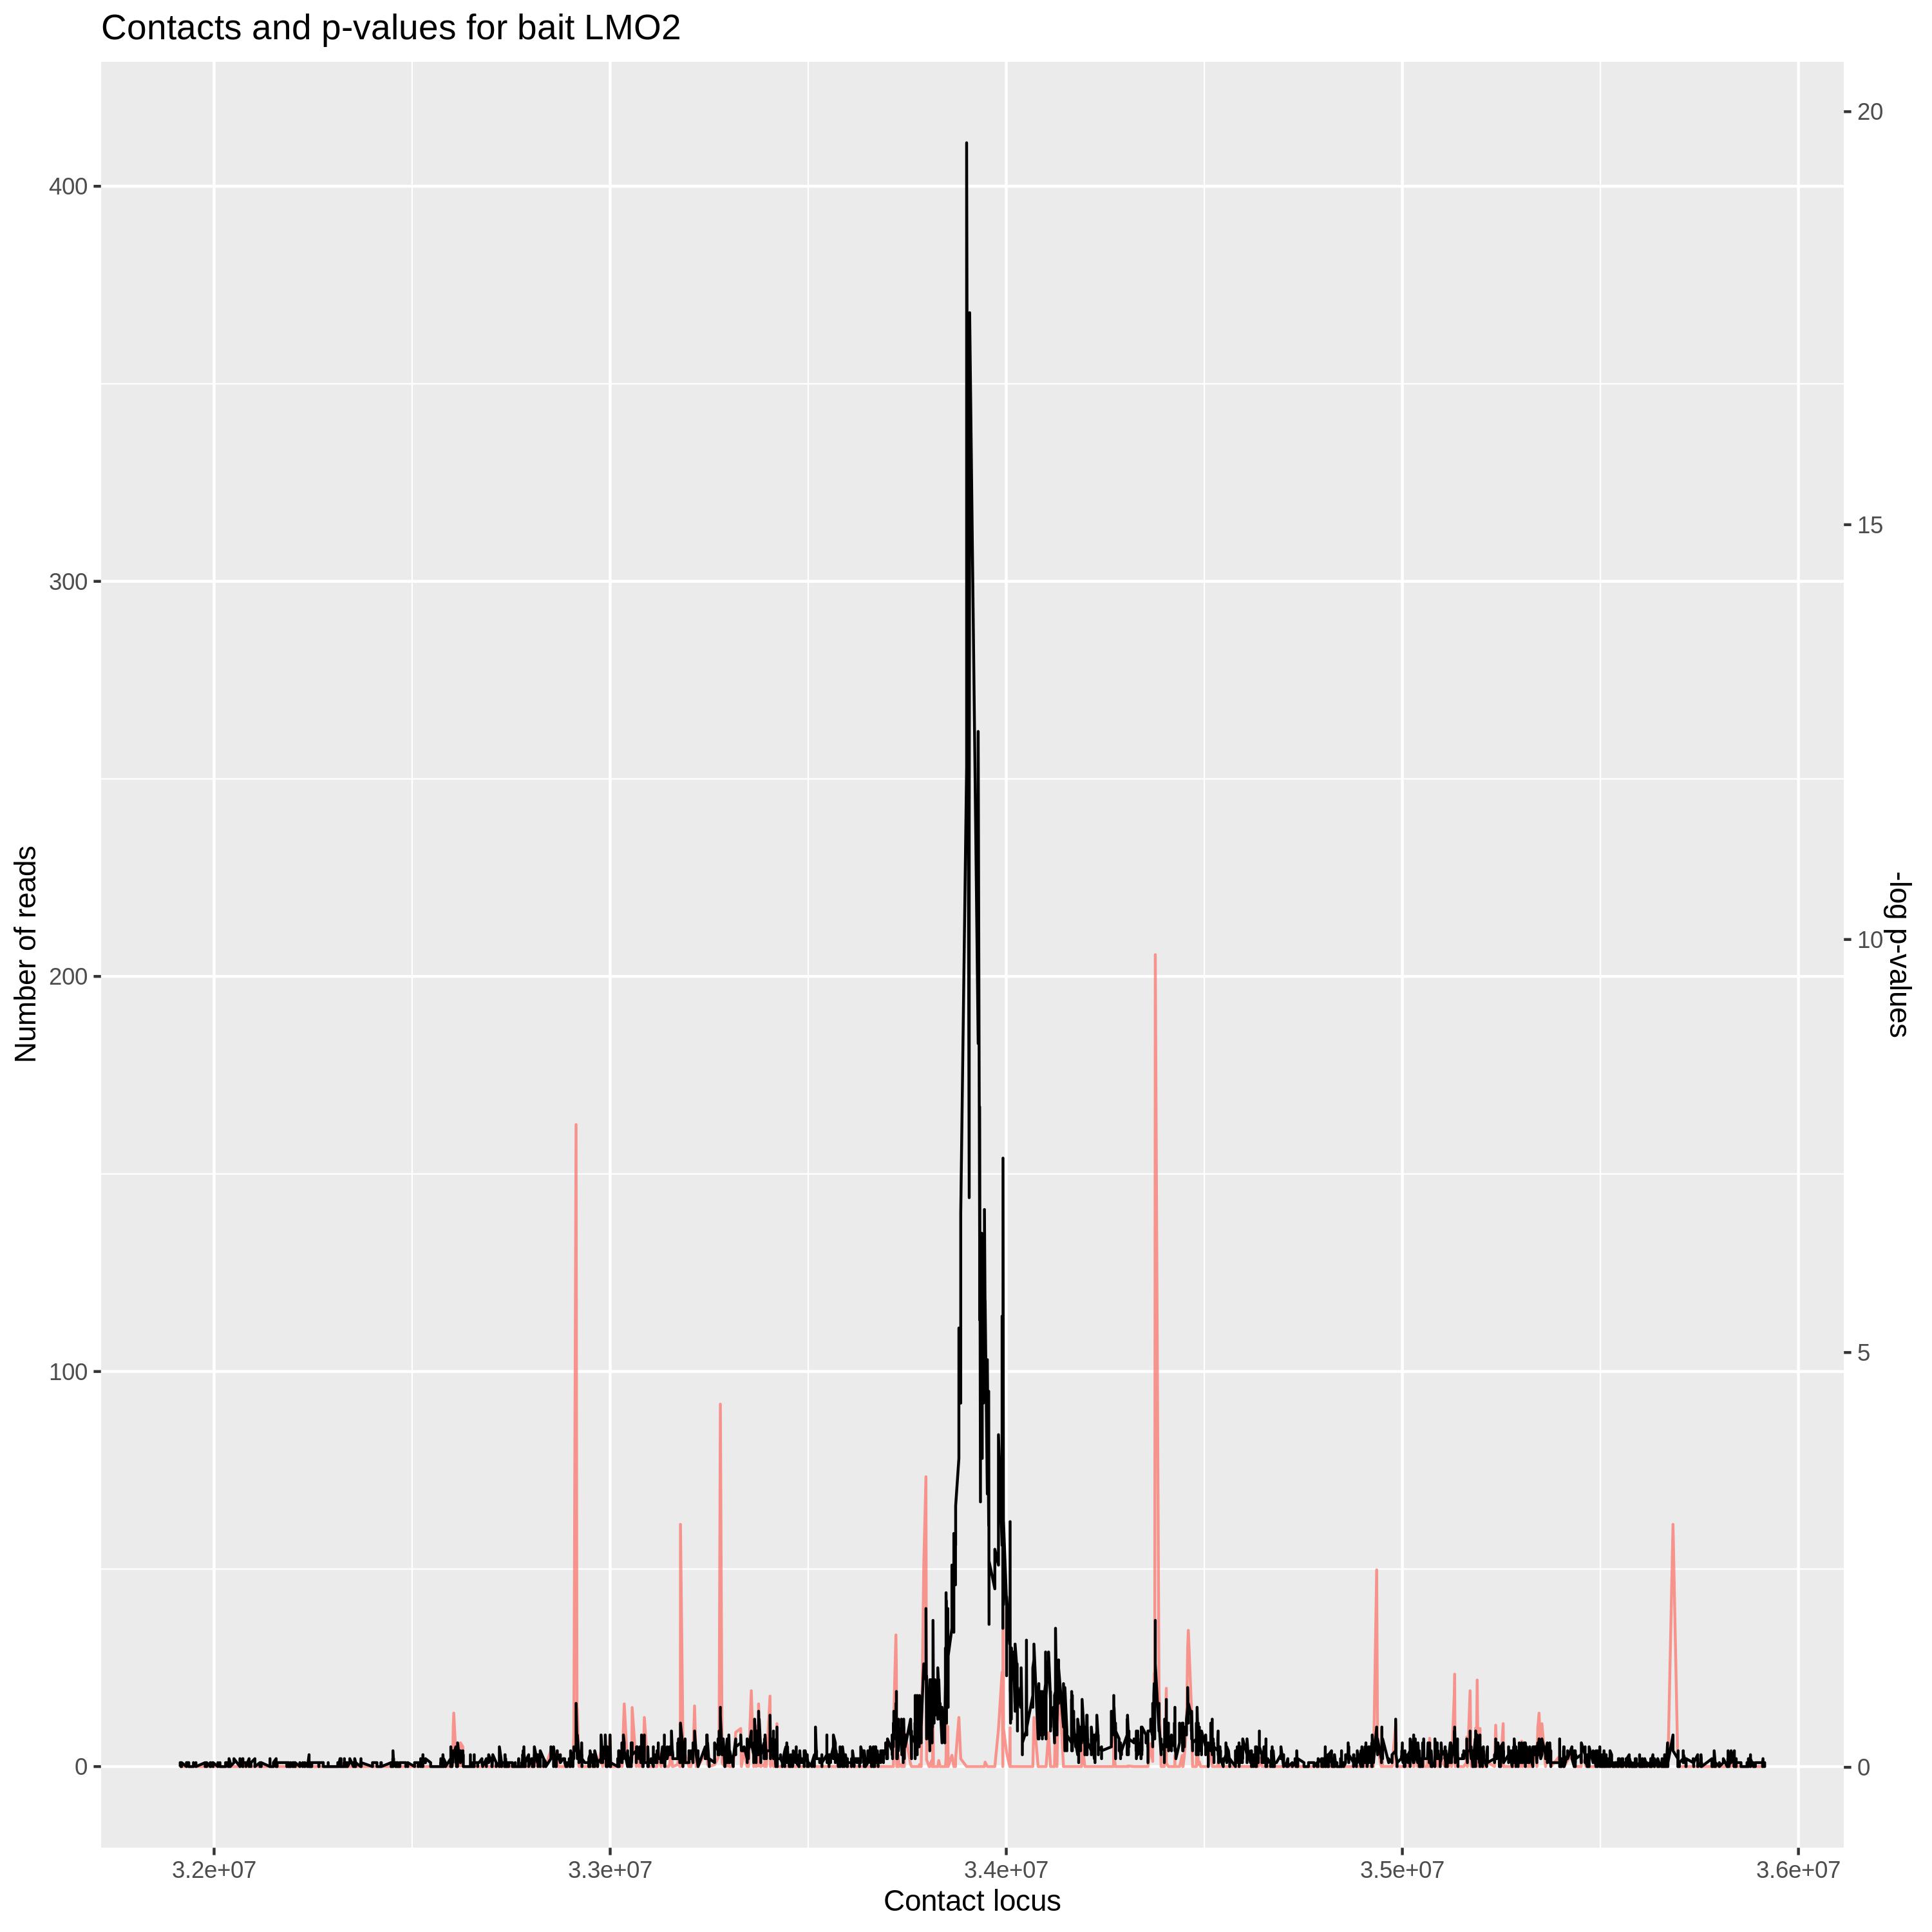 Contacts and p-values for bait LMO2
Number of reads
400
300
200
100
0
20
15
10
5
0
-log p-values
3.2e+07 3.3e+07 3.4e+07 3.5e+07 3.6e+07
Contact locus